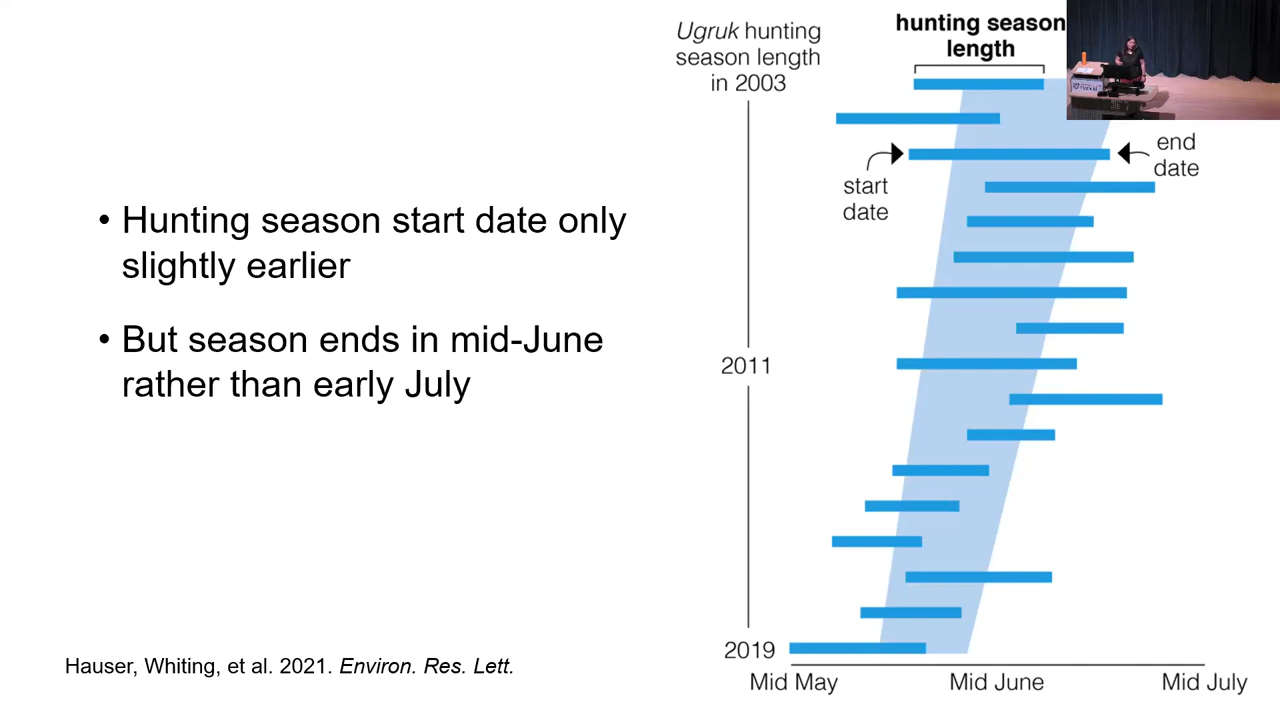 • Hunting season start date only
slightly earlier
• But season ends in mid-June
rather than early July
Hauser, Whiting, et al. 2021. Environ. Res. Lett.
Ugruk hunting
season length
in 2003
hunting season
length
start
date
end
date
2011
2019
Mid May
Mid June
Mid July